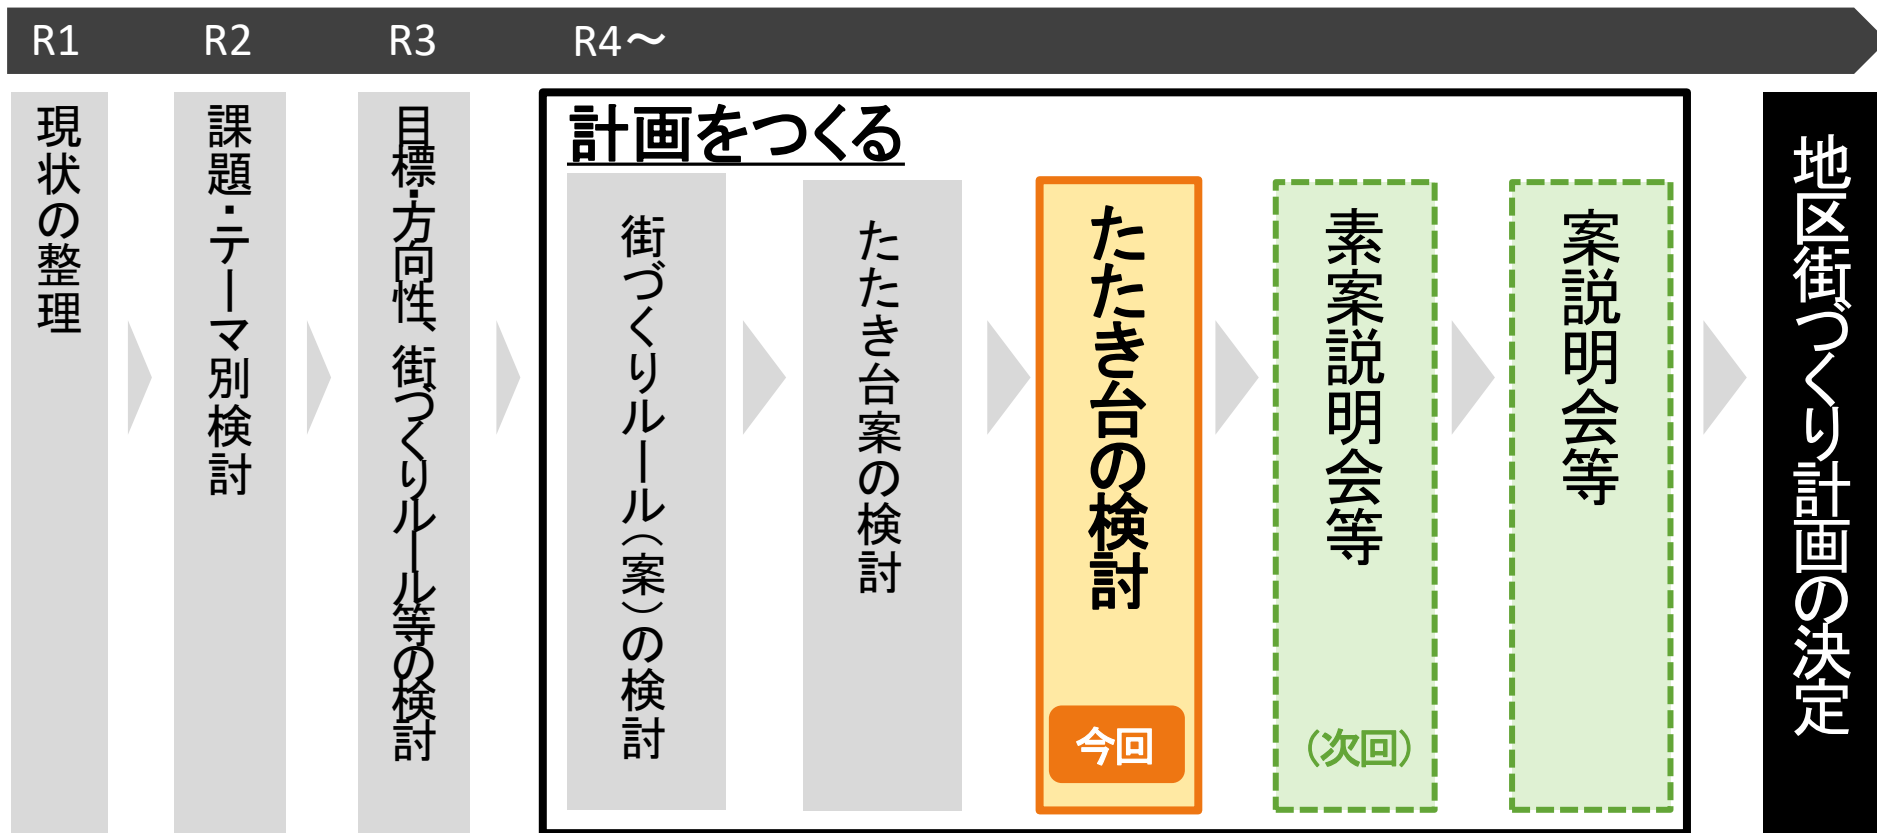 R1
R2
R3
R4～
現状の整理
課題・テーマ別検討
目標・方向性、街づくりルール等の検討
計画をつくる
街づくりルール（案）の検討
たたき台案の検討
たたき台の検討
今回
素案説明会等
（次回）
案説明会等
地区街づくり計画の決定